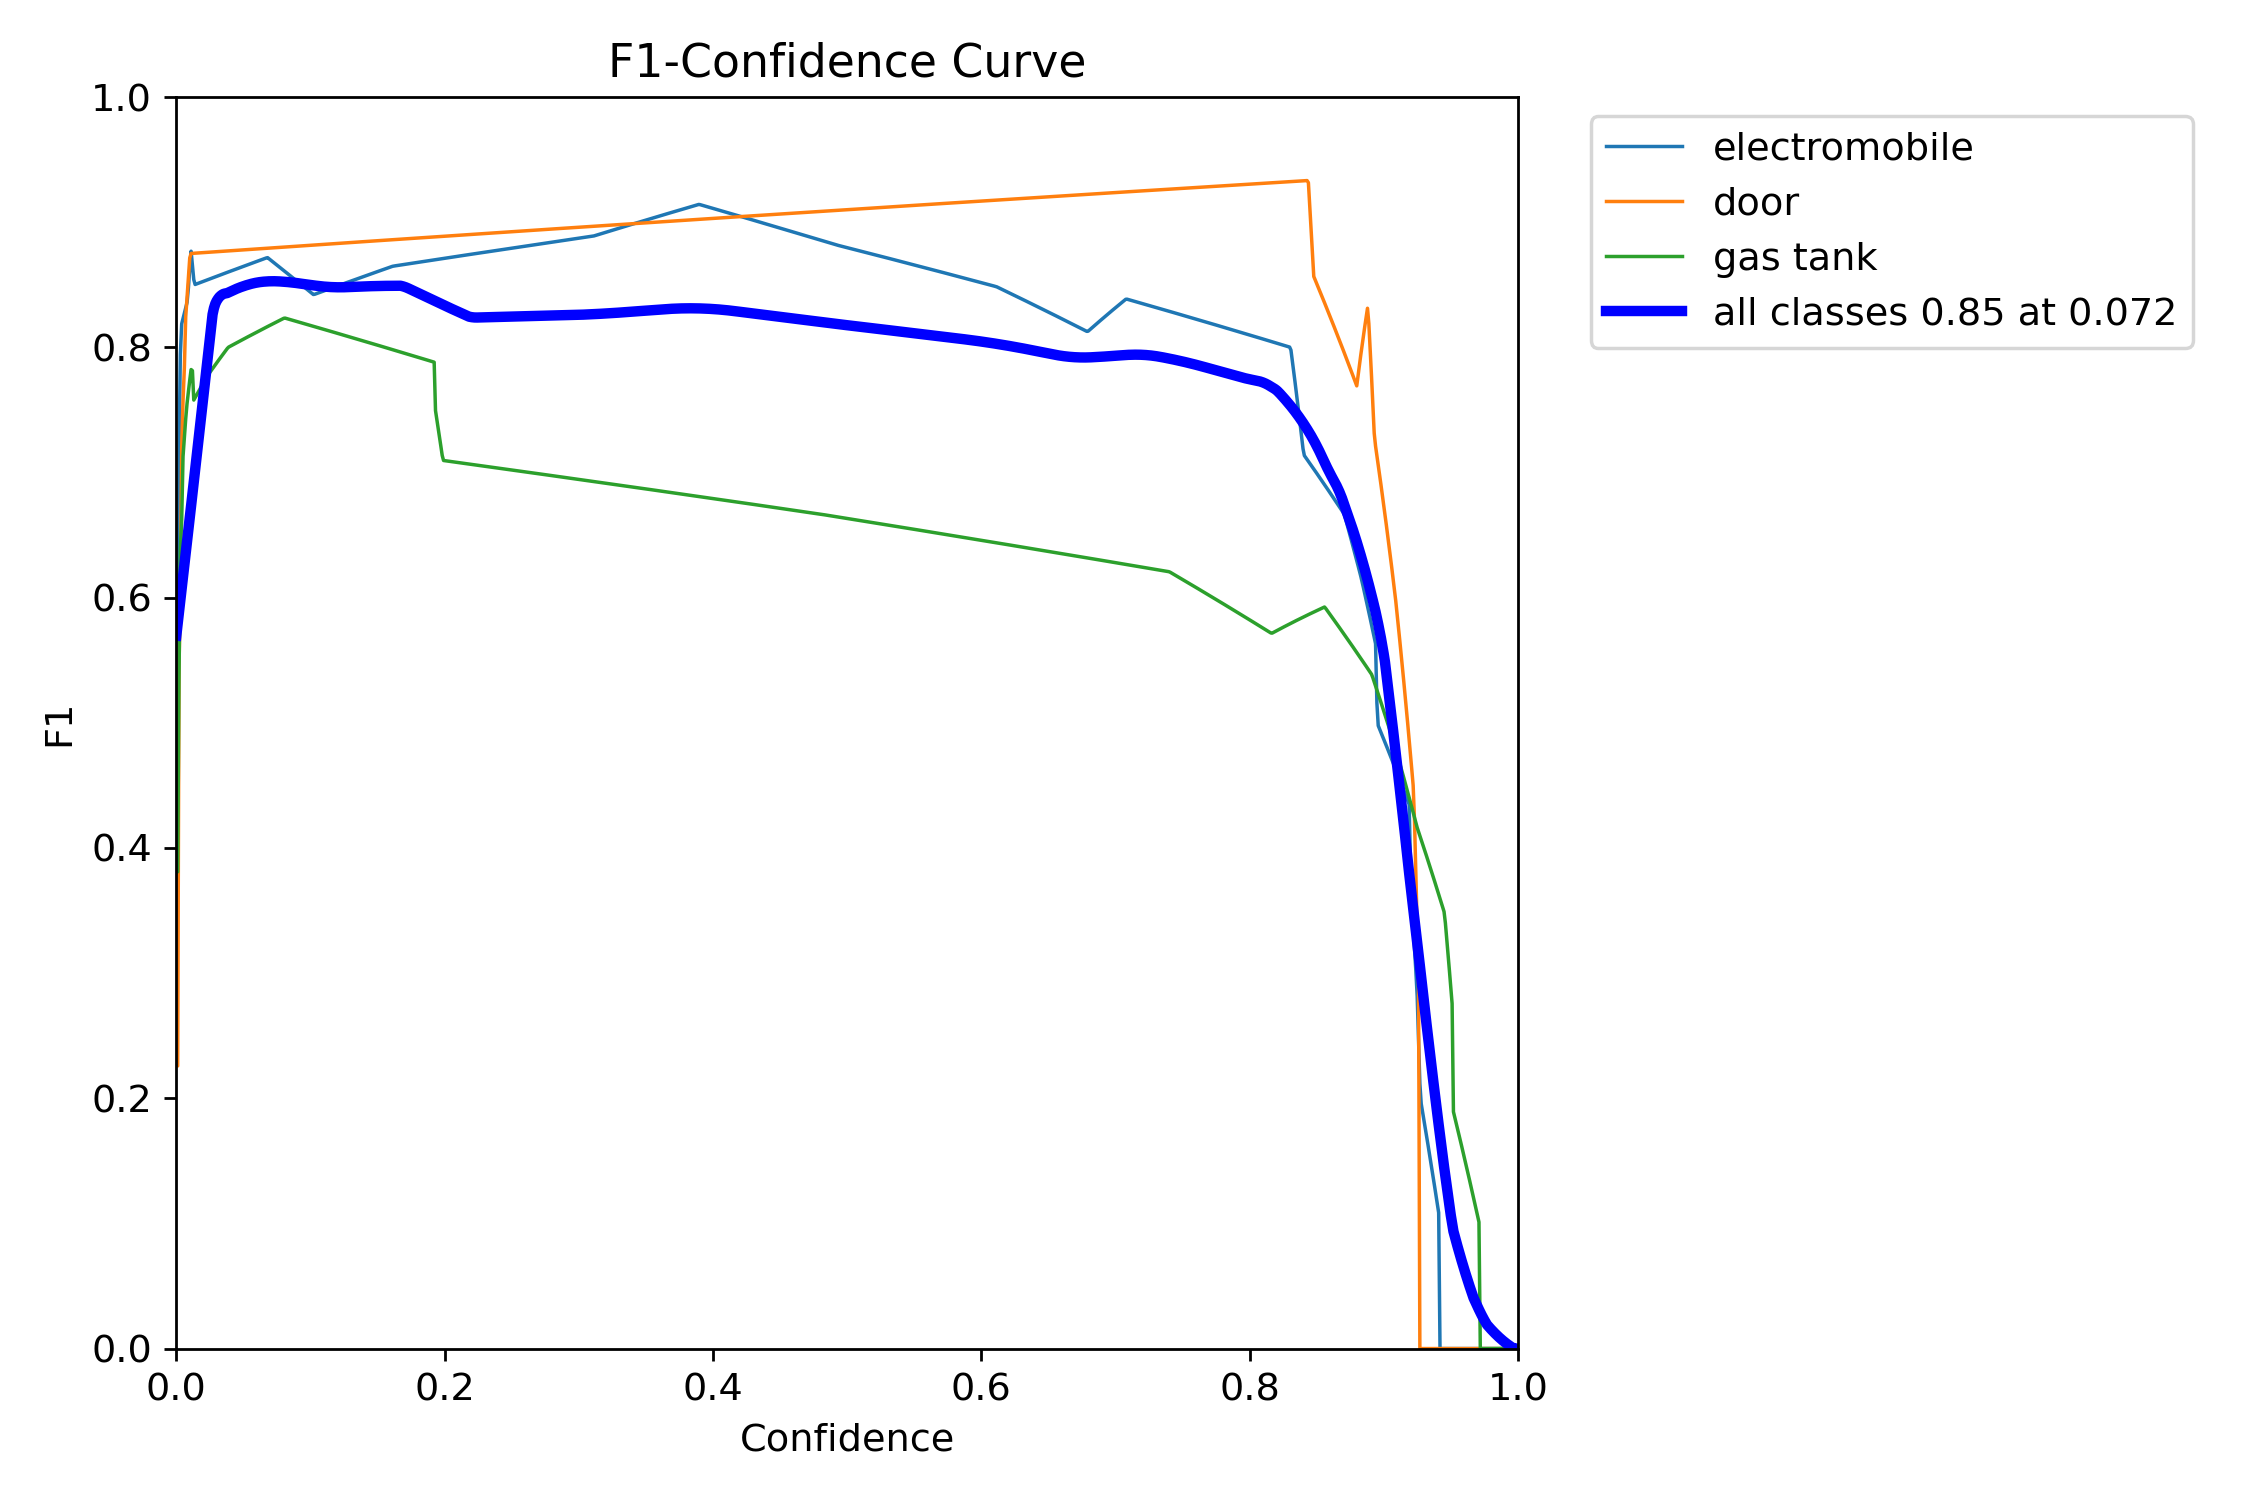 F1-Confidence Curve
1.0
0.8
0.6
0.4
0.2
0.0
F1
0.0 0.2 0.4 0.6 0.8 1.0
Confidence
electromobile
door
gas tank
all classes 0.85 at 0.072